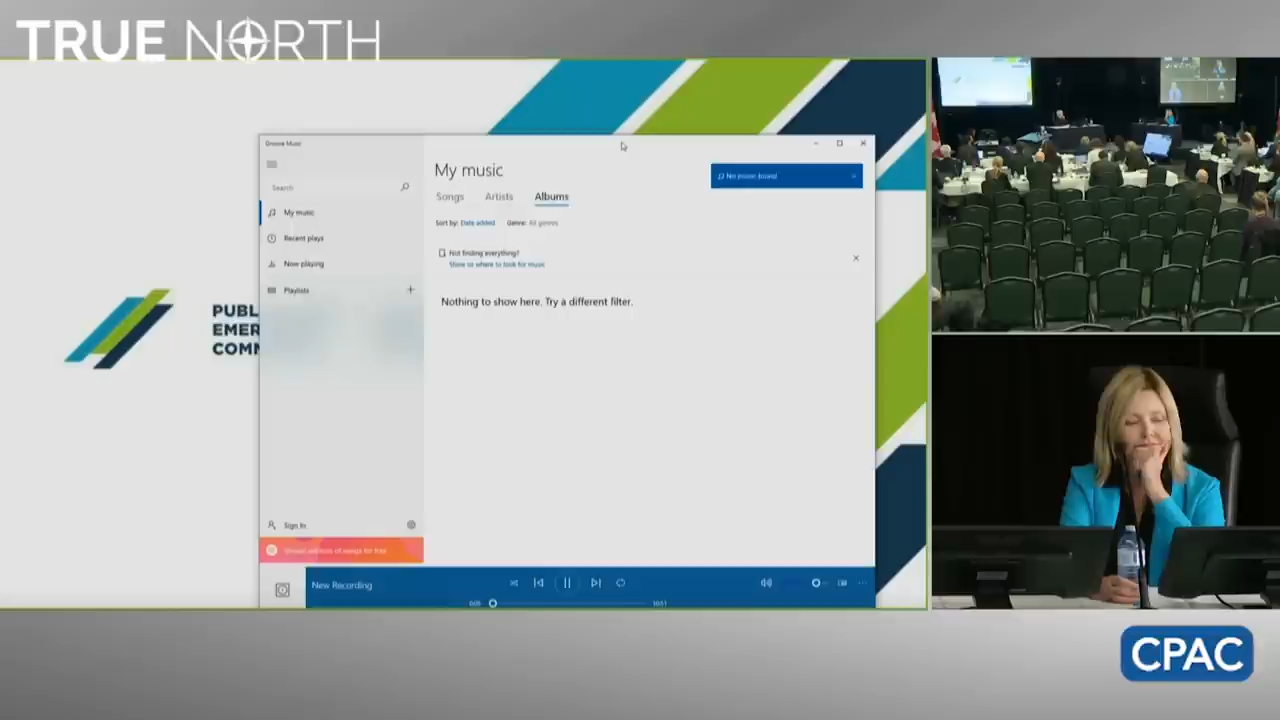 TRUE NORTH
Groove Music
Search
My music
Recent plays
Now playing
Playlists
PUBL
EMER
COMM
My music
Songs Artists Albums
Sort by: Date added Genre: All genres
Not finding everything?
Show us where to look for music
Nothing to show here. Try a different filter.
Sign in
New Recording
CPAC